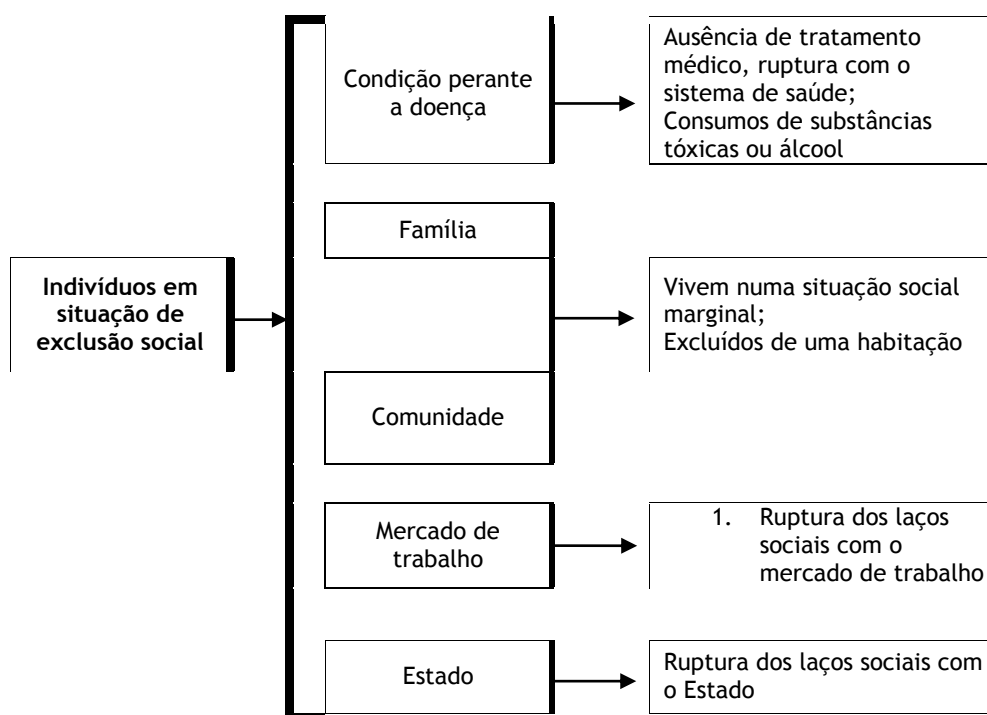 Condição perante
a doença
Ausência de tratamento
médico, ruptura com o
sistema de saúde;
Consumos de substâncias
tóxicas ou álcool
Família
Indivíduos em
situação de
exclusão social
Vivem numa situação social
marginal;
Excluídos de uma habitação
Comunidade
Mercado de
trabalho
1. Ruptura dos laços
sociais com o
mercado de trabalho
Estado
Ruptura dos laços sociais com
o Estado